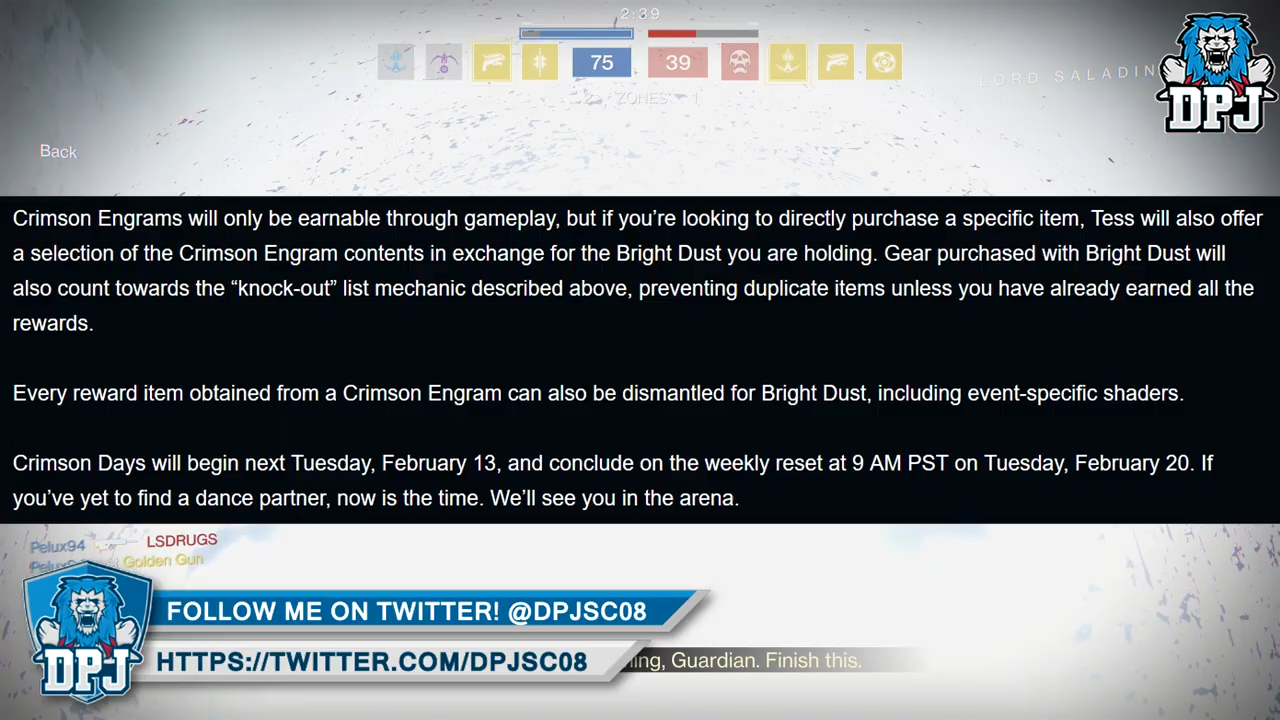 2:39
75
39
2 ZONES 1
LORD SALADIN
DPJ
Back
Crimson Engrams will only be earnable through gameplay, but if you’re looking to directly purchase a specific item, Tess will also offer
a selection of the Crimson Engram contents in exchange for the Bright Dust you are holding. Gear purchased with Bright Dust will
also count towards the “knock-out” list mechanic described above, preventing duplicate items unless you have already earned all the
rewards.
Every reward item obtained from a Crimson Engram can also be dismantled for Bright Dust, including event-specific shaders.
Crimson Days will begin next Tuesday, February 13, and conclude on the weekly reset at 9 AM PST on Tuesday, February 20. If
you’ve yet to find a dance partner, now is the time. We’ll see you in the arena.
Pelux94 LSDRUGS
Golden Gun
FOLLOW ME ON TWITTER! @DPJSC08
HTTPS://TWITTER.COM/DPJSC08
Guardian. Finish this.
DPJ